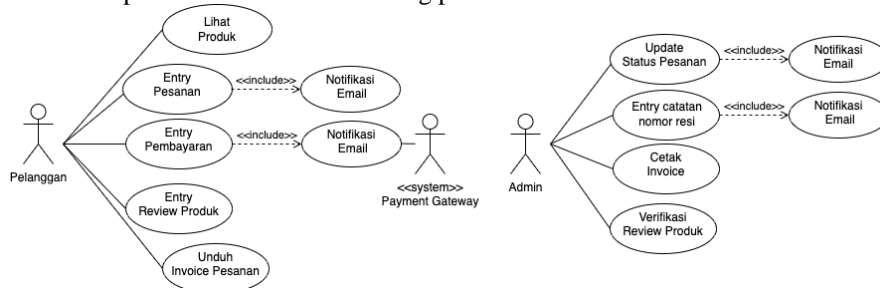 Lihat
Produk
Entry
Pesanan
<<include>>
Notifikasi
Email
Entry
Pembayaran
<<include>>
Notifikasi
Email
Pelanggan
<<system>>
Payment Gateway
Entry
Review Produk
Unduh
Invoice Pesanan
Update
Status Pesanan
<<include>>
Notifikasi
Email
Entry catatan
nomor resi
<<include>>
Notifikasi
Email
Admin
Cetak
Invoice
Verifikasi
Review Produk